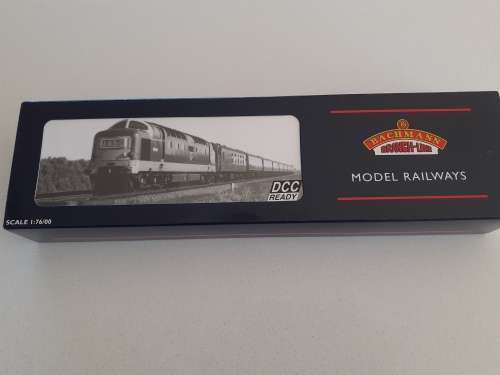 BACHMANN
BRANCH-LINE
MODEL RAILWAYS
DCC
READY
SCALE 1:76/00